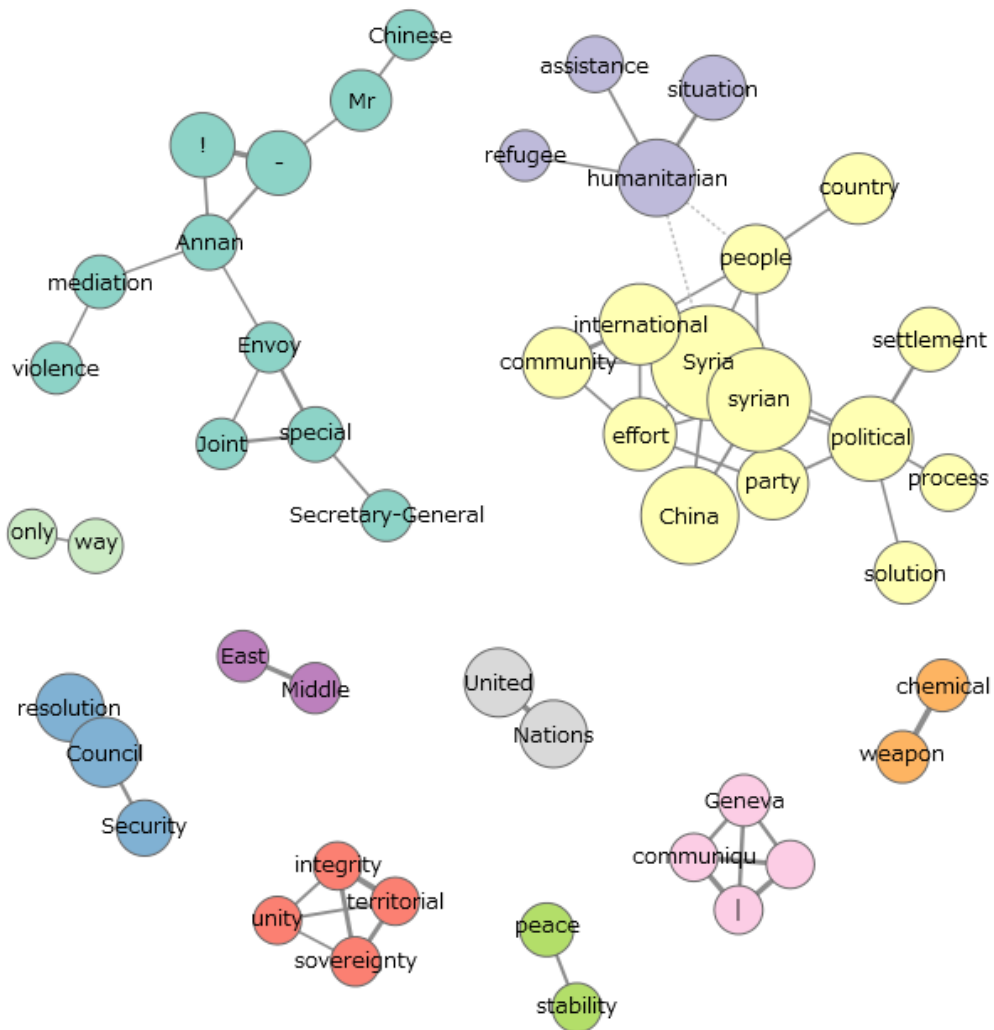 Chinese
Mr
!
-
Annan
mediation
violence
Envoy
Joint
special
Secretary-General
assistance
situation
refugee
humanitarian
country
people
international
community
Syria
syrian
settlement
effort
political
party
process
China
solution
only
way
East
Middle
resolution
Council
Security
United
Nations
chemical
weapon
Geneva
communiqu
|
integrity
territorial
unity
sovereignty
peace
stability